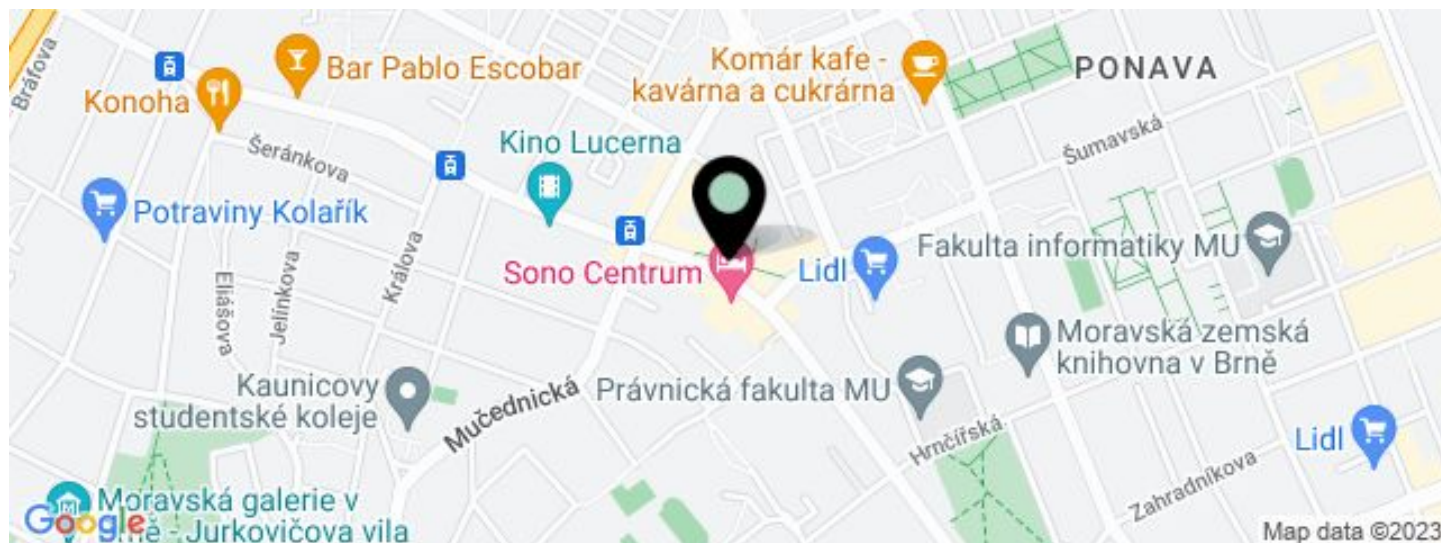 Bráfova
Bar Pablo Escobar
Konoha
Komár kafe -
kavárna a cukrárna
PONAVA
Šumavská
Šeránkova
Kino Lucerna
Potraviny Kolařík
Králova
Jelínkova
Eliášova
Sono Centrum
Lidl
Fakulta informatiky MU
Moravská zemská
knihovna v Brně
Kaunicovy
studentské koleje
Mučednická
Právnická fakulta MU
Hrnčířská
Lidl
Zahradníkova
Moravská galerie v
Brně - Jurkovičova vila
Google
Map data ©2023